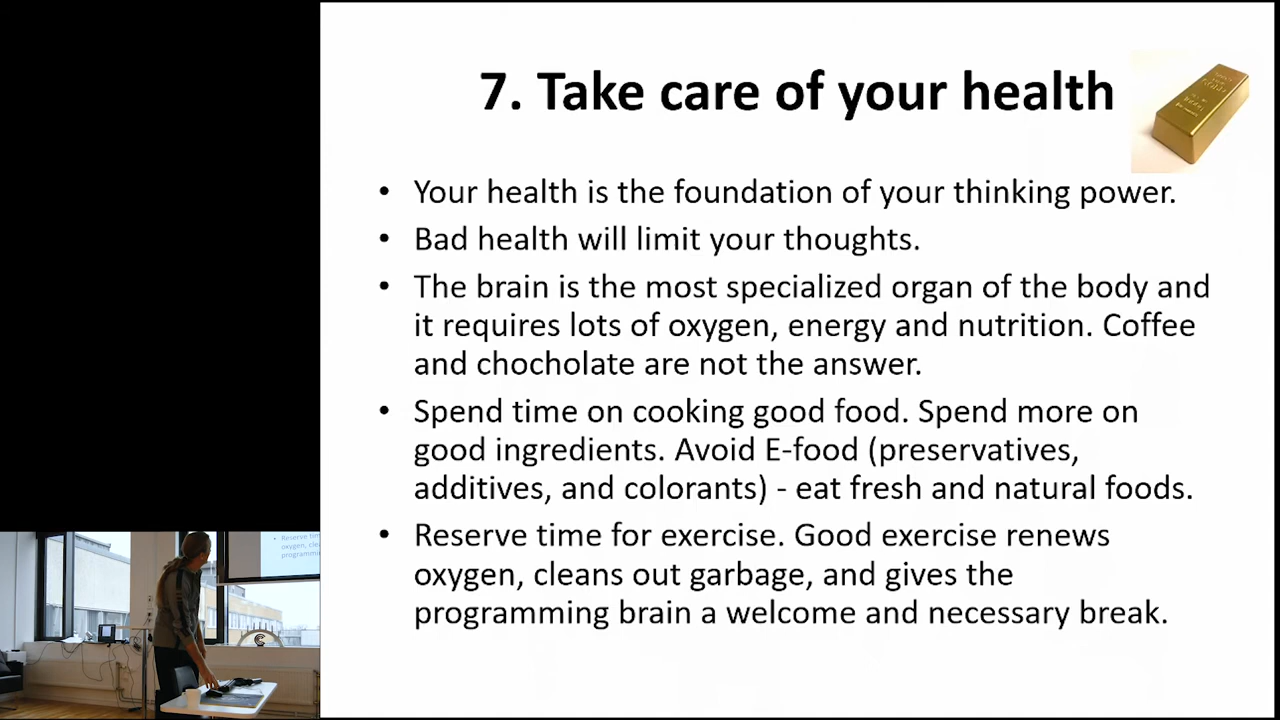 7. Take care of your health
• Your health is the foundation of your thinking power.
• Bad health will limit your thoughts.
• The brain is the most specialized organ of the body and
it requires lots of oxygen, energy and nutrition. Coffee
and chocholate are not the answer.
• Spend time on cooking good food. Spend more on
good ingredients. Avoid E-food (preservatives,
additives, and colorants) - eat fresh and natural foods.
• Reserve time for exercise. Good exercise renews
oxygen, cleans out garbage, and gives the
programming brain a welcome and necessary break.